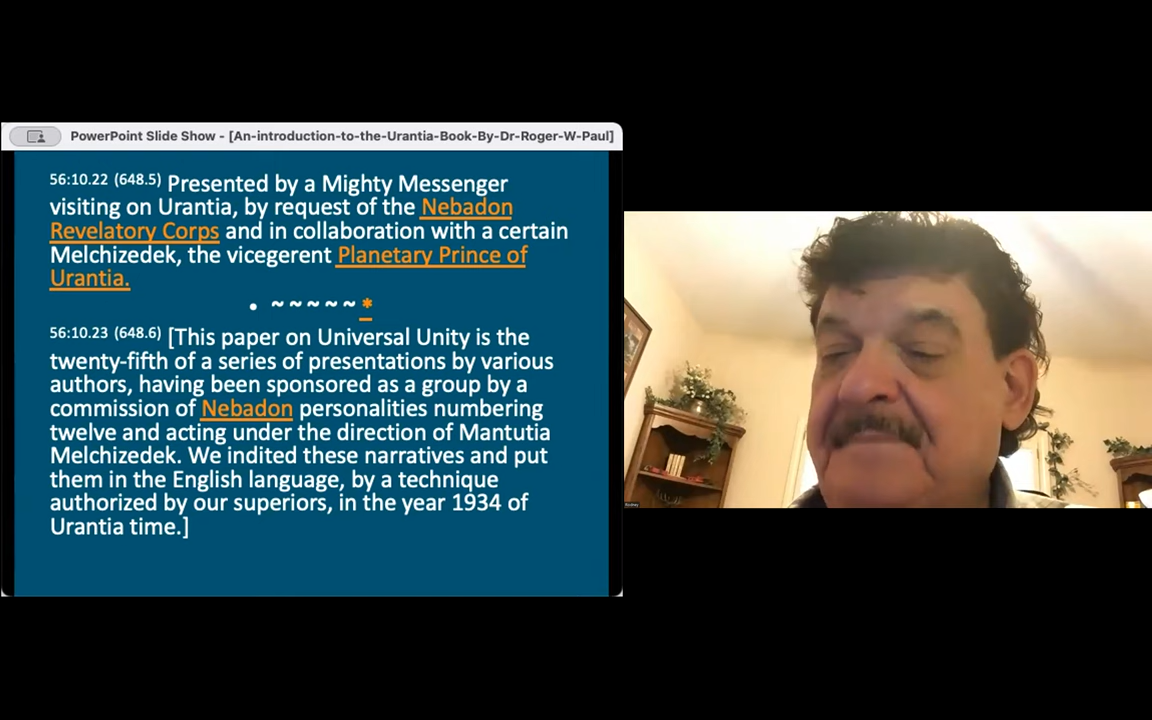 PowerPoint Slide Show - [An-introduction-to-the-Urantia-Book-By-Dr-Roger-W-Paul]
56:10.22 (648.5) Presented by a Mighty Messenger
visiting on Urantia, by request of the Nebadon
Revelatory Corps and in collaboration with a certain
Melchizedek, the vicegerent Planetary Prince of
Urantia.
• ~ ~ ~ ~ ~ *
56:10.23 (648.6) [This paper on Universal Unity is the
twenty-fifth of a series of presentations by various
authors, having been sponsored as a group by a
commission of Nebadon personalities numbering
twelve and acting under the direction of Mantutia
Melchizedek. We indited these narratives and put
them in the English language, by a technique
authorized by our superiors, in the year 1934 of
Urantia time.]